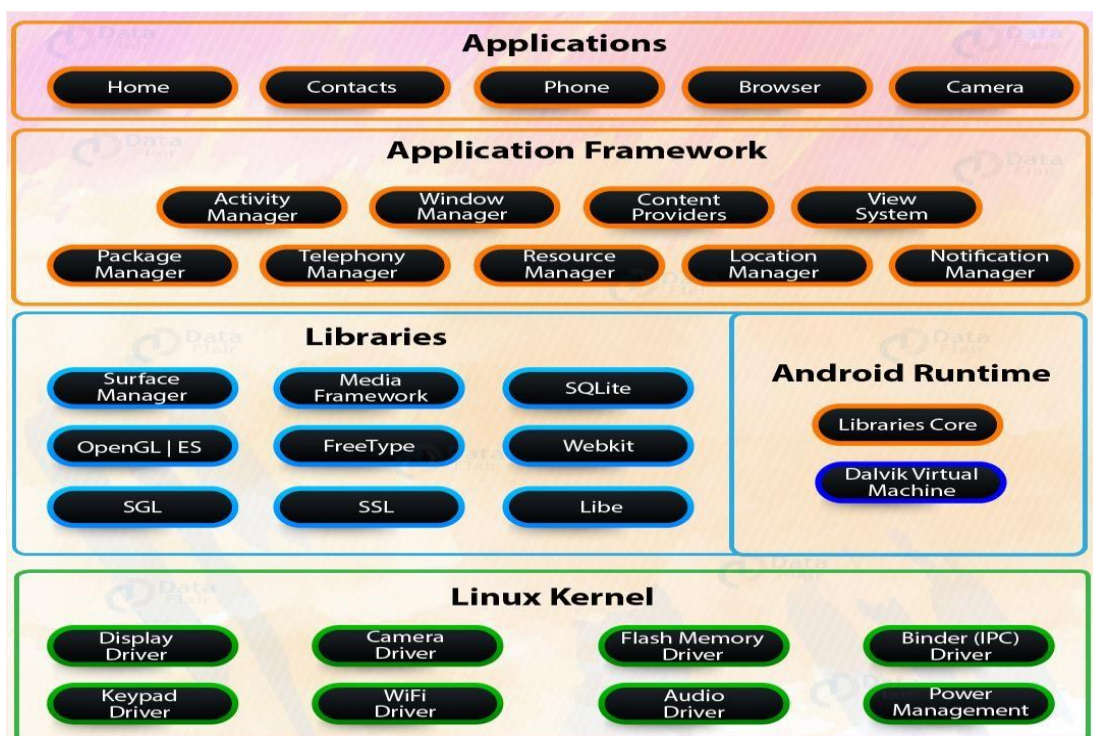 Applications
Home
Contacts
Phone
Browser
Camera
Application Framework
Activity
Manager
Window
Manager
Content
Providers
View
System
Package
Manager
Telephony
Manager
Resource
Manager
Location
Manager
Notification
Manager
Libraries
Surface
Manager
Media
Framework
SQLite
OpenGL | ES
FreeType
Webkit
SGL
SSL
Libe
Android Runtime
Libraries Core
Dalvik Virtual
Machine
Linux Kernel
Display
Driver
Camera
Driver
Flash Memory
Driver
Binder (IPC)
Driver
Keypad
Driver
WiFi
Driver
Audio
Driver
Power
Management
Data
Flair